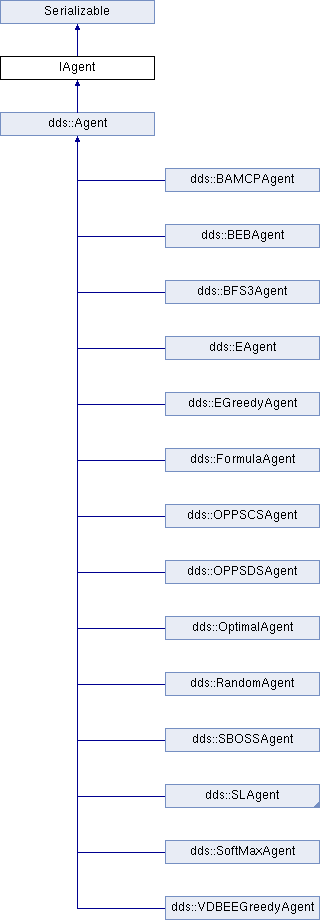 Serializable
IAgent
dds::Agent
dds::BAMCPAgent
dds::BEBAgent
dds::BFS3Agent
dds::EAgent
dds::EGreedyAgent
dds::FormulaAgent
dds::OPPSCSAgent
dds::OPPSDSAgent
dds::OptimalAgent
dds::RandomAgent
dds::SBOSSAgent
dds::SLAgent
dds::SoftMaxAgent
dds::VDBEEGreedyAgent